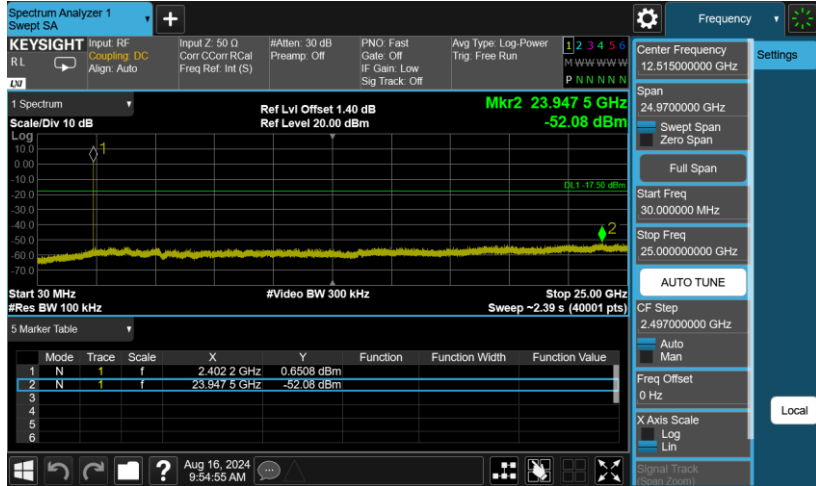 Spectrum Analyzer 1
Swept SA
Frequency
KEYSIGHT
RL
LXI
Input: RF
Coupling: DC
Align: Auto
Input Z: 50 Ω
Corr CCorr RCal
Freq Ref: Int (S)
#Atten: 30 dB
Preamp: Off
PNO: Fast
Gate: Off
IF Gain: Low
Sig Track: Off
Avg Type: Log-Power
Trig: Free Run
1 2 3 4 5 6
M W W W W W
P N N N N N
1 Spectrum
Scale/Div 10 dB
Ref Lvl Offset 1.40 dB
Ref Level 20.00 dBm
Mkr2 23.947 5 GHz
-52.08 dBm
Log
10.0
0.00
-10.0
-20.0
-30.0
-40.0
-50.0
-60.0
-70.0
1
DL1 -17.50 dBm
2
Start 30 MHz
#Res BW 100 kHz
#Video BW 300 kHz
Stop 25.00 GHz
Sweep ~2.39 s (40001 pts)
5 Marker Table
Mode Trace Scale X Y Function Function Width Function Value
1 N 1 f 2.402 2 GHz 0.6508 dBm
2 N 1 f 23.947 5 GHz -52.08 dBm
3
4
5
6
Aug 16, 2024
9:54:55 AM
Center Frequency
12.515000000 GHz
Span
24.9700000 GHz
Swept Span
Zero Span
Full Span
Start Freq
30.000000 MHz
Stop Freq
25.000000000 GHz
AUTO TUNE
CF Step
2.497000000 GHz
Auto
Man
Freq Offset
0 Hz
X Axis Scale
Log
Lin
Signal Track
(Span Zoom)
Settings
Local